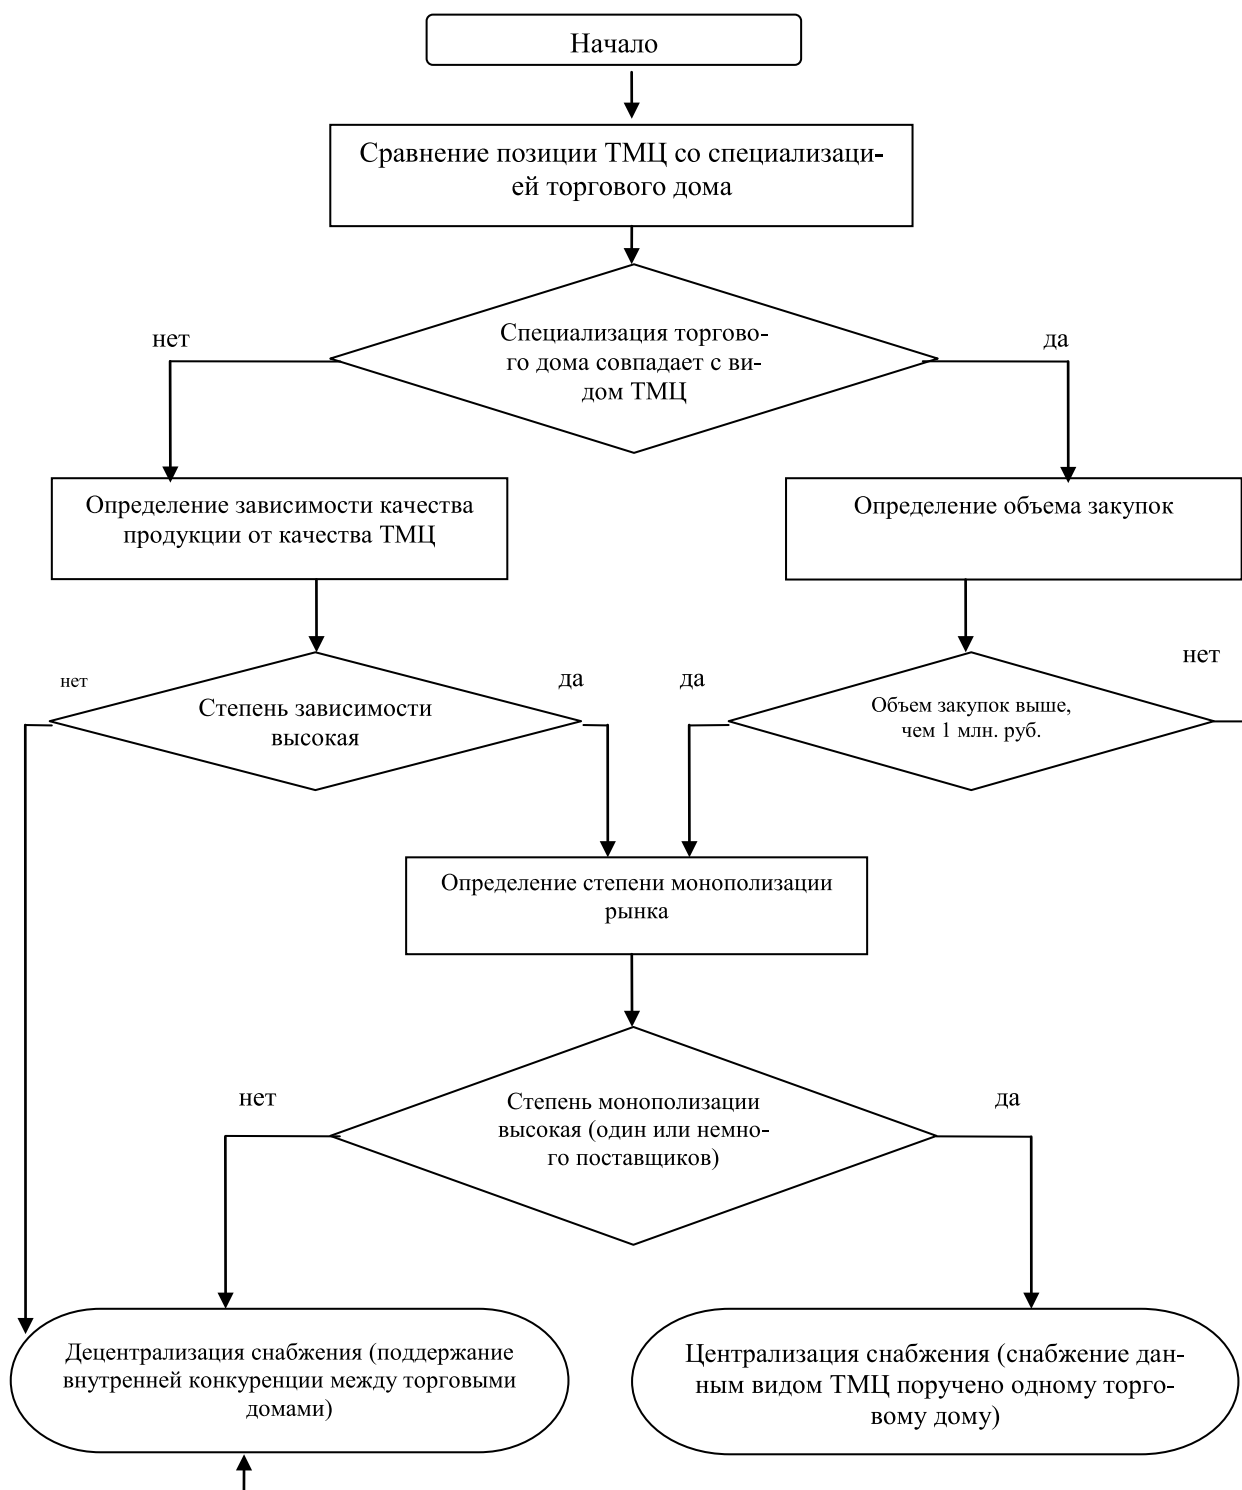 Начало
Сравнение позиции ТМЦ со специализаци-
ей торгового дома
нет
да
Специализация торгово-
го дома совпадает с ви-
дом ТМЦ
Определение зависимости качества
продукции от качества ТМЦ
Определение объема закупок
нет
Степень зависимости
высокая
да
да
Объем закупок выше,
чем 1 млн. руб.
нет
Определение степени монополизации
рынка
нет
Степень монополизации
высокая (один или немно-
го поставщиков)
да
Децентрализация снабжения (поддержание
внутренней конкуренции между торговыми
домами)
Централизация снабжения (снабжение дан-
ным видом ТМЦ поручено одному торго-
вому дому)